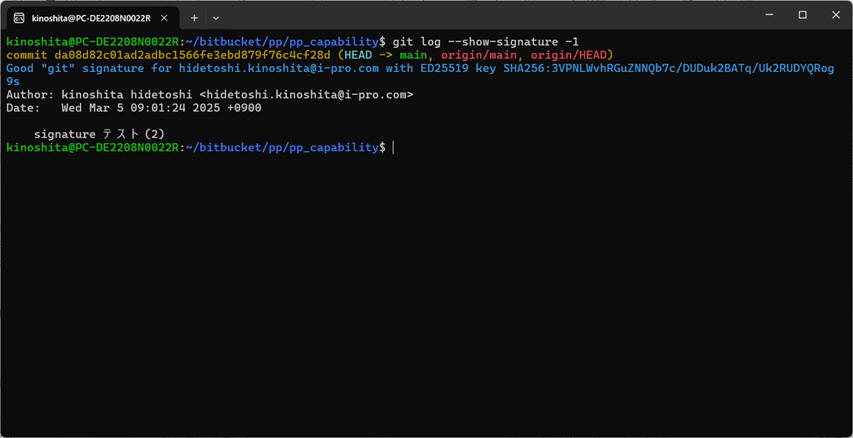 kinoshita@PC-DE2208N0022R
kinoshita@PC-DE2208N0022R:~/bitbucket/pp/pp_capability$ git log --show-signature -1
commit da08d82c01ad2adbc1566fe3ebd879f76c4cf28d (HEAD -> main, origin/main, origin/HEAD)
Good "git" signature for hidetoshi.kinoshita@i-pro.com with ED25519 key SHA256:3VPNLWvhRGuZNNQb7c/DUDuk2BATq/Uk2RUDYQRog
9s
Author: kinoshita hidetoshi <hidetoshi.kinoshita@i-pro.com>
Date:   Wed Mar 5 09:01:24 2025 +0900
    signature テスト(2)
kinoshita@PC-DE2208N0022R:~/bitbucket/pp/pp_capability$